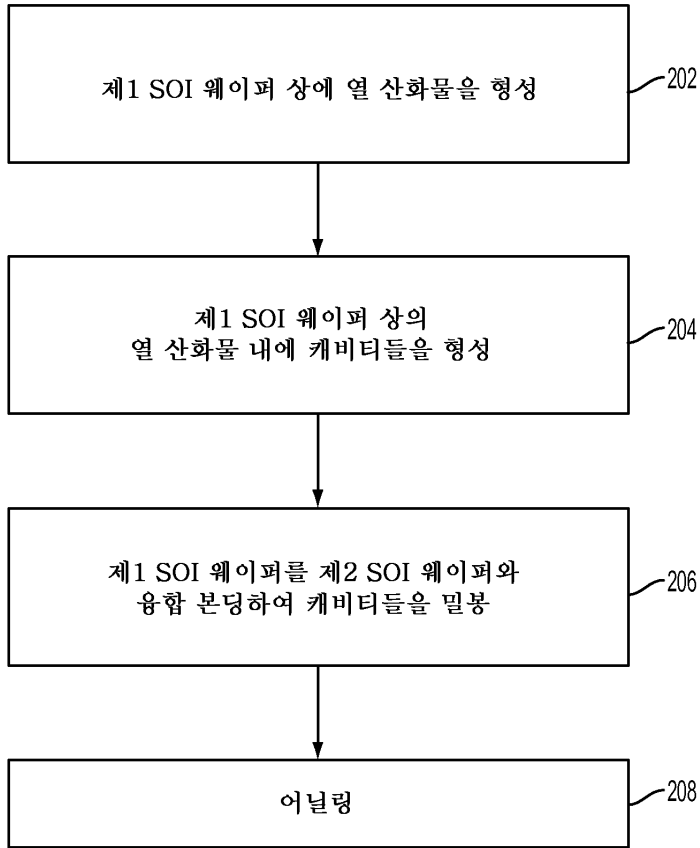 제1 SOI 웨이퍼 상에 열 산화물을 형성
202
제1 SOI 웨이퍼 상의
열 산화물 내에 캐비티들을 형성
204
제1 SOI 웨이퍼를 제2 SOI 웨이퍼와
융합 본딩하여 캐비티들을 밀봉
206
어닐링
208